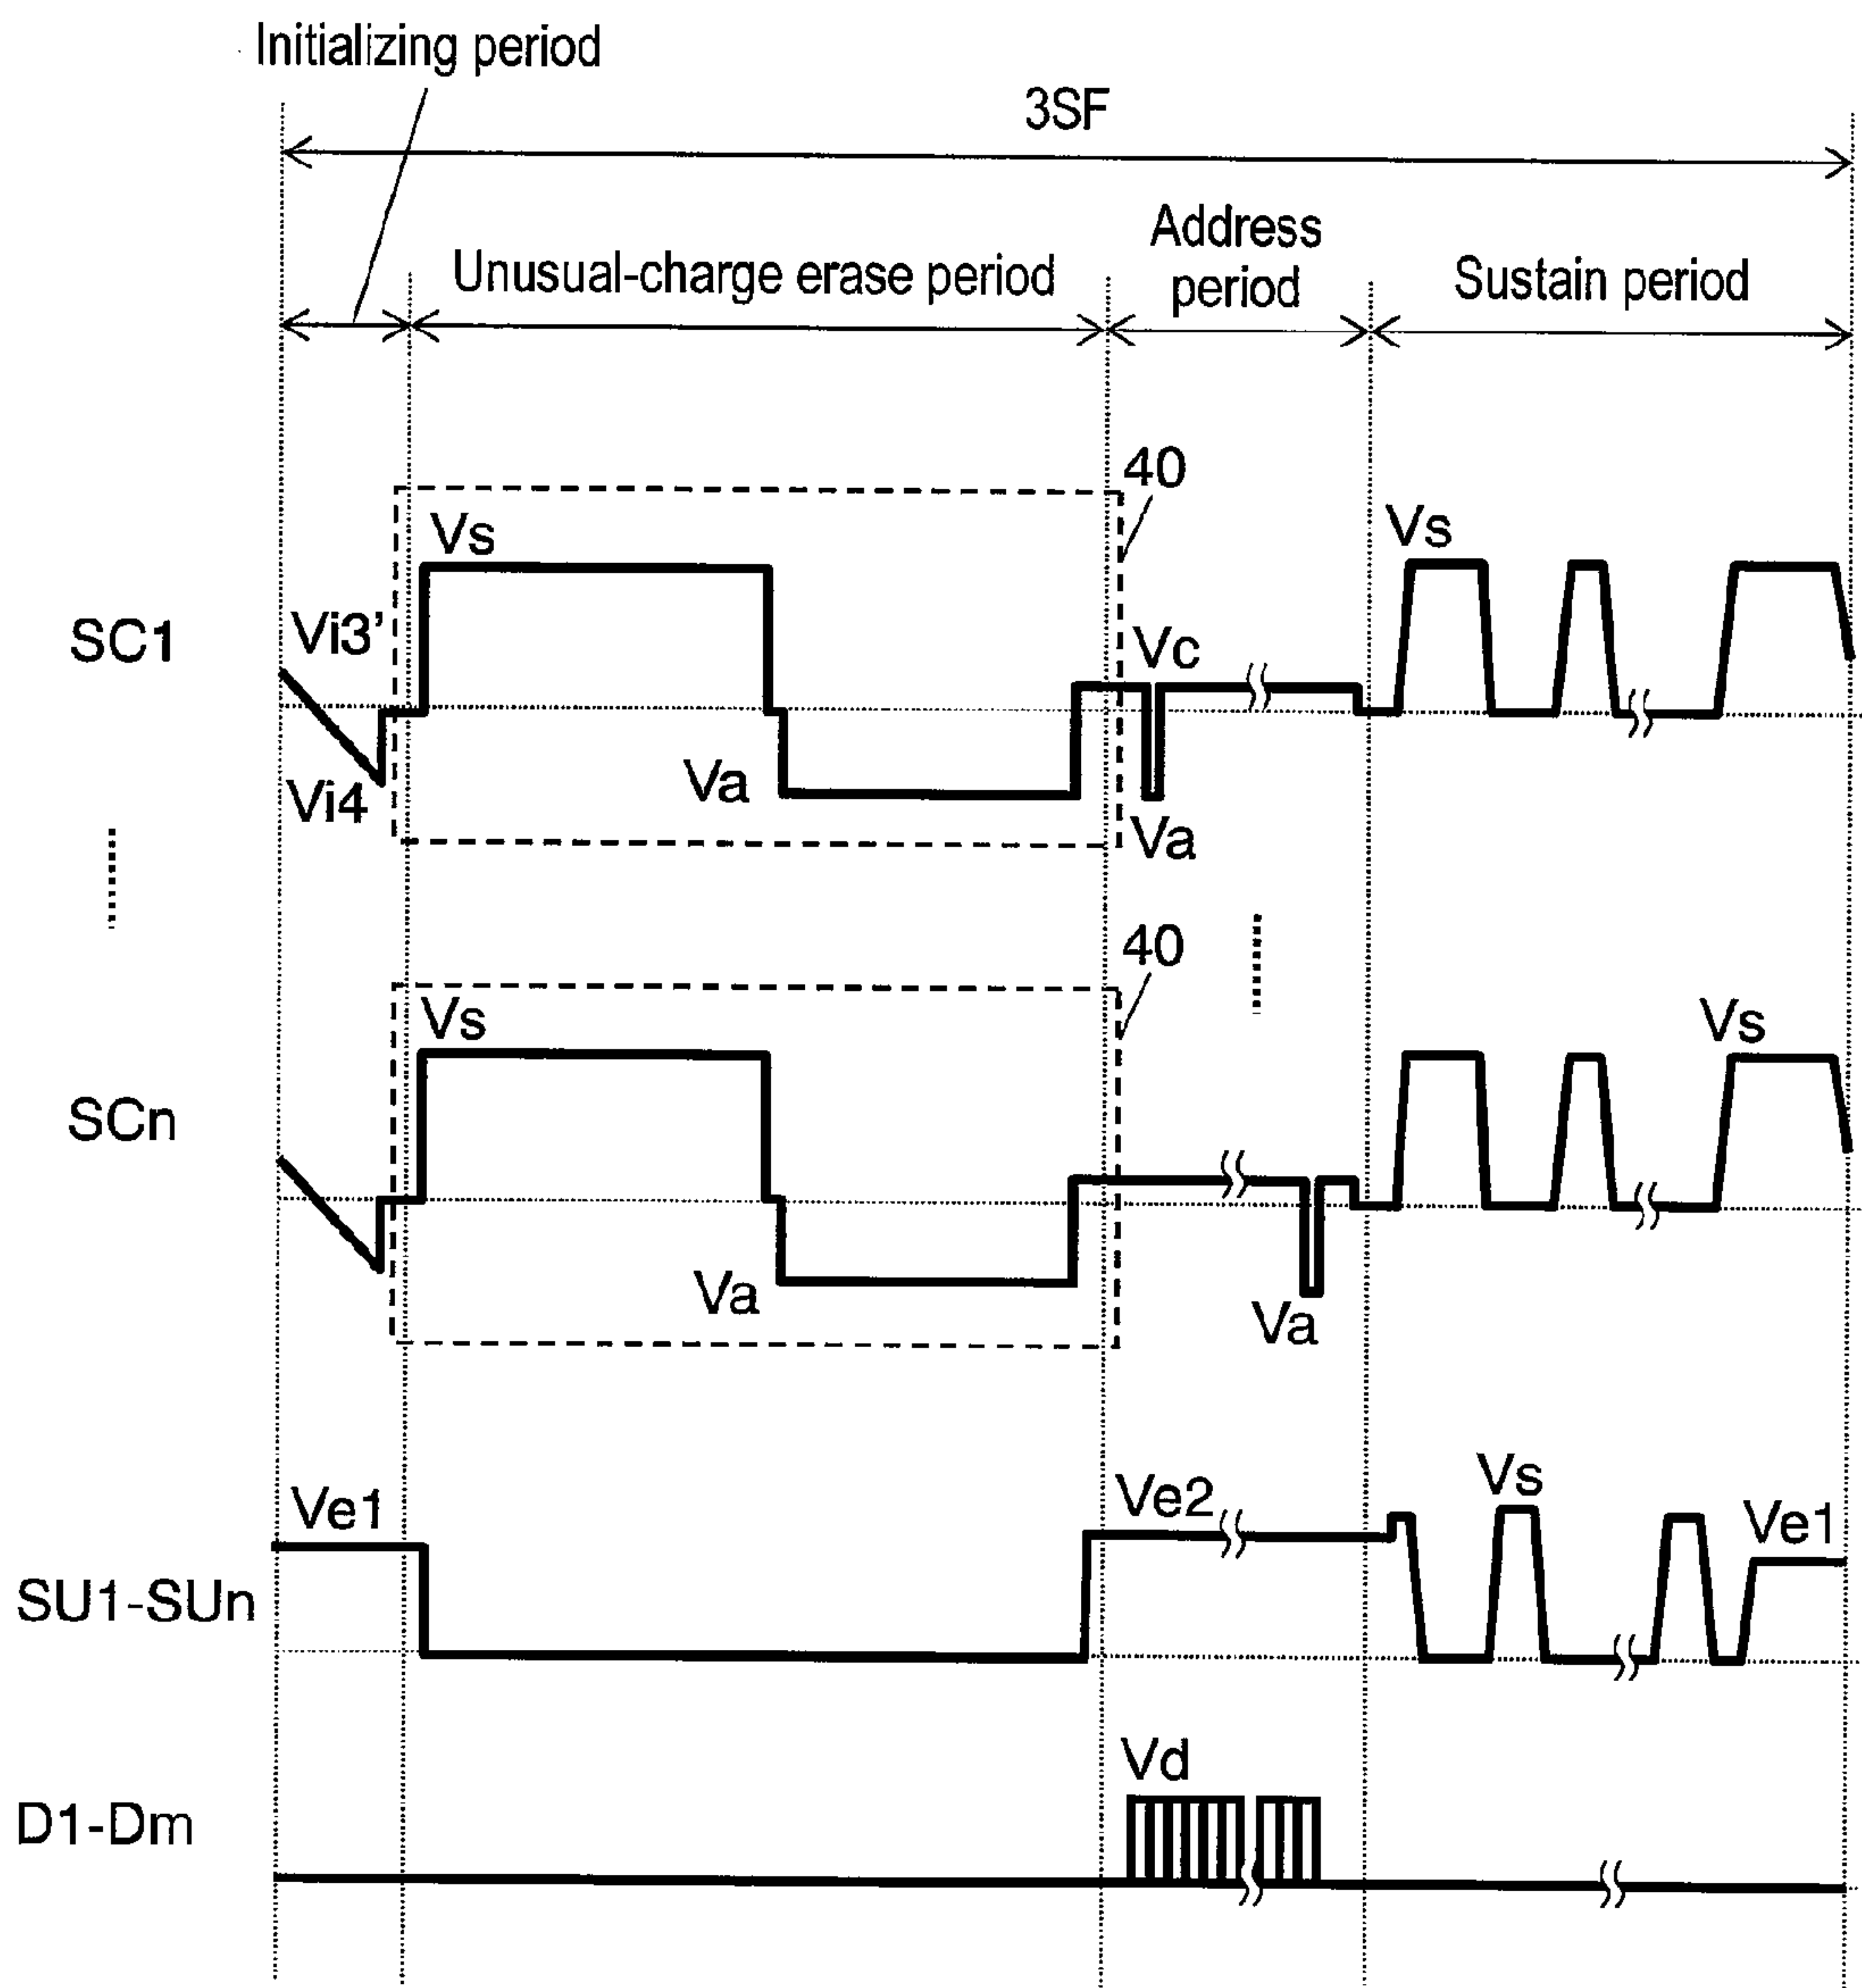 Initializing period
3SF
Unusual-charge erase period
Address
period
Sustain period
40
Vs
Vs
SC1
Vi3'
Vc
Vi4
Va
Va
40
Vs
Vs
SCn
Va
Va
Ve1
Ve2
Vs
Ve1
SU1-SUn
Vd
D1-Dm